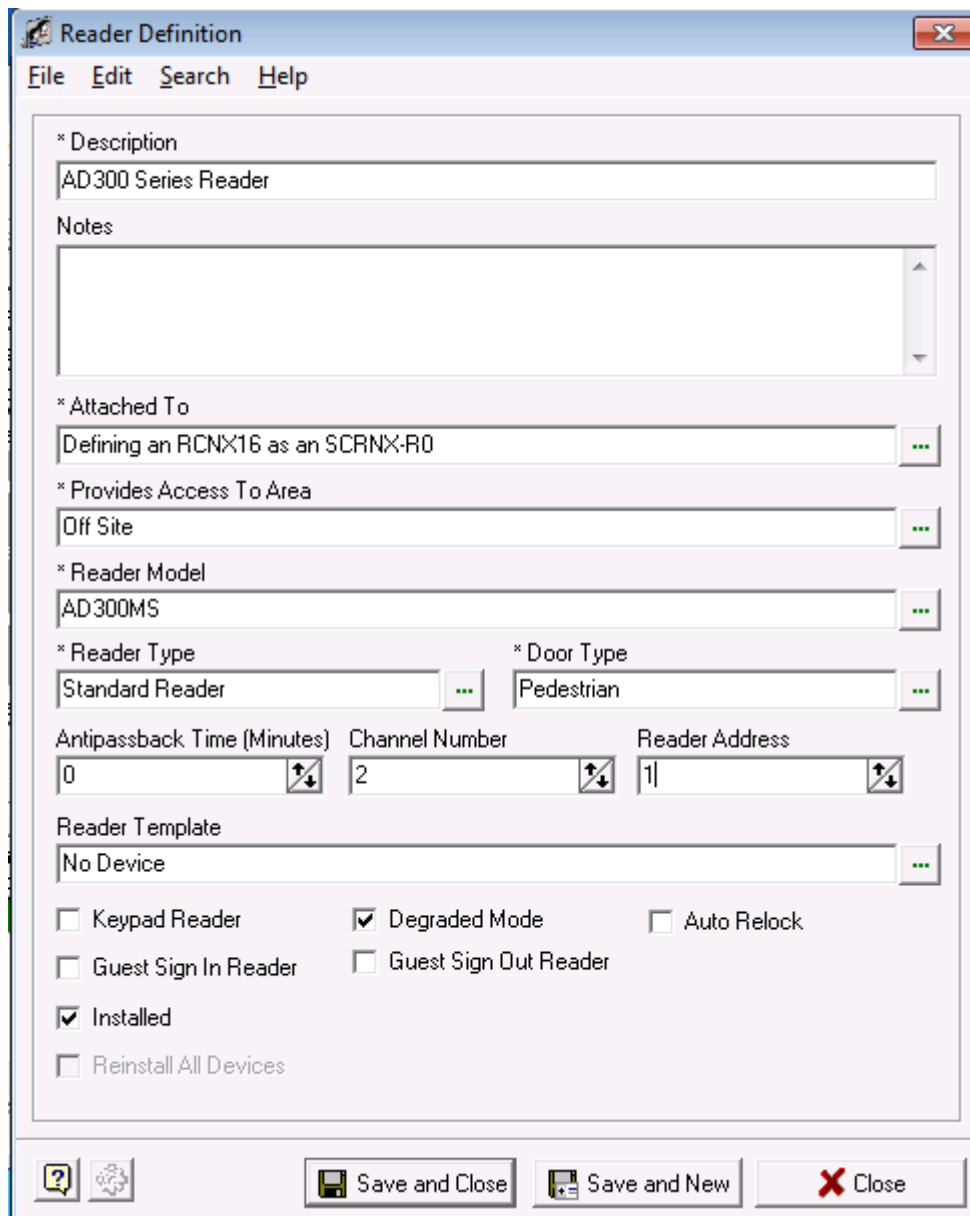 Reader Definition
File Edit Search Help
* Description
AD300 Series Reader
Notes
* Attached To
Defining an RCNX16 as an SCRNX-R0
* Provides Access To Area
Off Site
* Reader Model
AD300MS
* Reader Type * Door Type
Standard Reader Pedestrian
Antipassback Time (Minutes) Channel Number Reader Address
0 2 1
Reader Template
No Device
Keypad Reader Degraded Mode Auto Relock
Guest Sign In Reader Guest Sign Out Reader
Installed
Reinstall All Devices
Save and Close Save and New Close